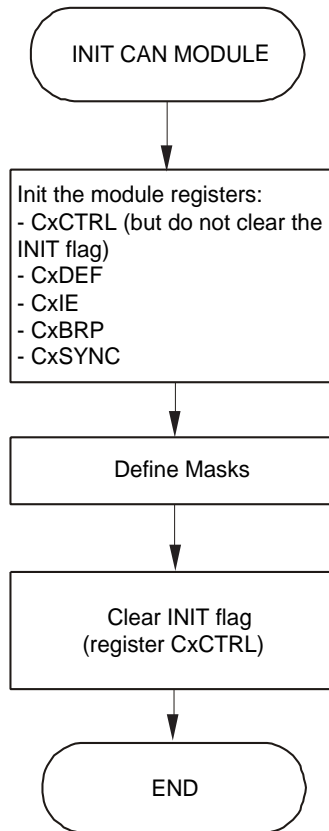 INIT CAN MODULE
Init the module registers:
- CxCTRL (but do not clear the
INIT flag)
- CxDEF
- CxIE
- CxBRP
- CxSYNC
Define Masks
Clear INIT flag
(register CxCTRL)
END